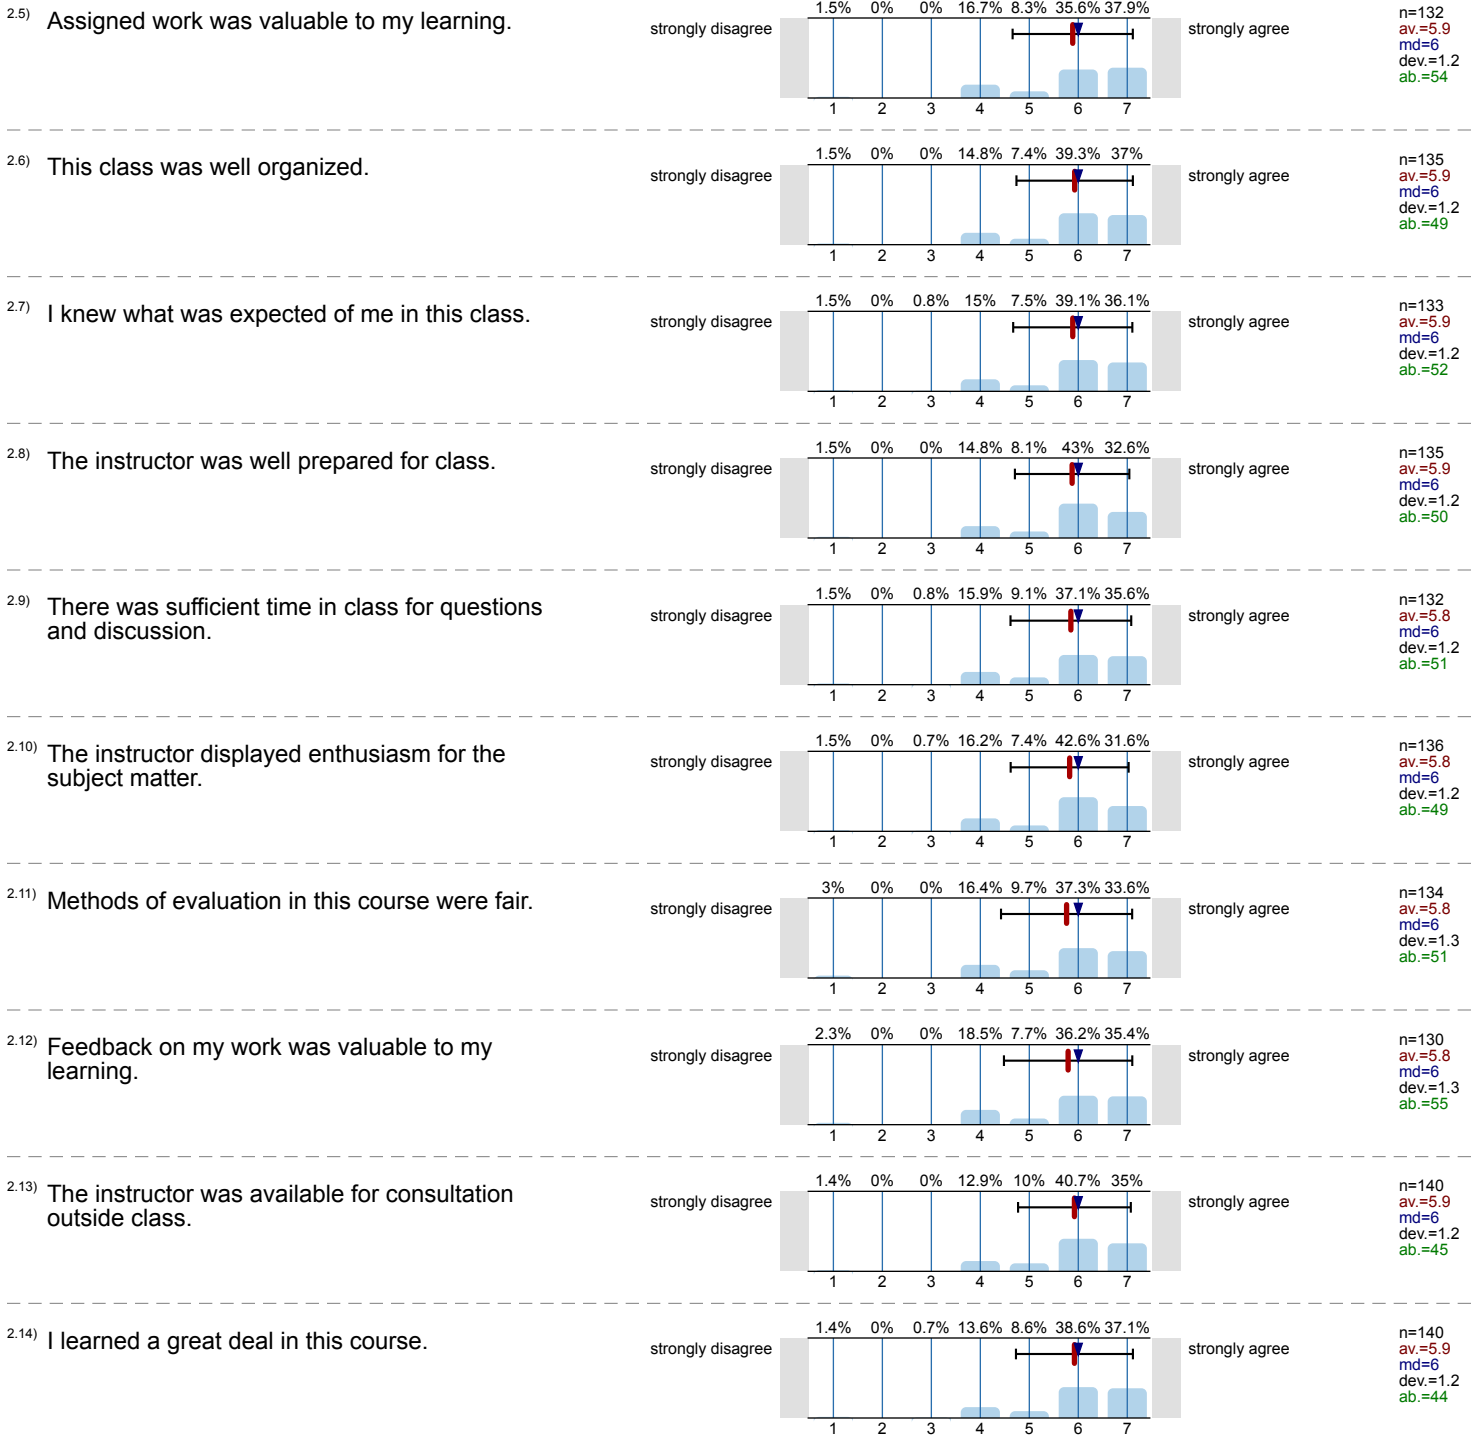 2.5) Assigned work was valuable to my learning.
strongly disagree
1.5% 0% 0% 16.7% 8.3% 35.6% 37.9%
1 2 3 4 5 6 7
strongly agree
n=132
av.=5.9
md=6
dev.=1.2
ab.=54
2.6) This class was well organized.
strongly disagree
1.5% 0% 0% 14.8% 7.4% 39.3% 37%
1 2 3 4 5 6 7
strongly agree
n=135
av.=5.9
md=6
dev.=1.2
ab.=49
2.7) I knew what was expected of me in this class.
strongly disagree
1.5% 0% 0.8% 15% 7.5% 39.1% 36.1%
1 2 3 4 5 6 7
strongly agree
n=133
av.=5.9
md=6
dev.=1.2
ab.=52
2.8) The instructor was well prepared for class.
strongly disagree
1.5% 0% 0% 14.8% 8.1% 43% 32.6%
1 2 3 4 5 6 7
strongly agree
n=135
av.=5.9
md=6
dev.=1.2
ab.=50
2.9) There was sufficient time in class for questions
and discussion.
strongly disagree
1.5% 0% 0.8% 15.9% 9.1% 37.1% 35.6%
1 2 3 4 5 6 7
strongly agree
n=132
av.=5.8
md=6
dev.=1.2
ab.=51
2.10) The instructor displayed enthusiasm for the
subject matter.
strongly disagree
1.5% 0% 0.7% 16.2% 7.4% 42.6% 31.6%
1 2 3 4 5 6 7
strongly agree
n=136
av.=5.8
md=6
dev.=1.2
ab.=49
2.11) Methods of evaluation in this course were fair.
strongly disagree
3% 0% 0% 16.4% 9.7% 37.3% 33.6%
1 2 3 4 5 6 7
strongly agree
n=134
av.=5.8
md=6
dev.=1.3
ab.=51
2.12) Feedback on my work was valuable to my
learning.
strongly disagree
2.3% 0% 0% 18.5% 7.7% 36.2% 35.4%
1 2 3 4 5 6 7
strongly agree
n=130
av.=5.8
md=6
dev.=1.3
ab.=55
2.13) The instructor was available for consultation
outside class.
strongly disagree
1.4% 0% 0% 12.9% 10% 40.7% 35%
1 2 3 4 5 6 7
strongly agree
n=140
av.=5.9
md=6
dev.=1.2
ab.=45
2.14) I learned a great deal in this course.
strongly disagree
1.4% 0% 0.7% 13.6% 8.6% 38.6% 37.1%
1 2 3 4 5 6 7
strongly agree
n=140
av.=5.9
md=6
dev.=1.2
ab.=44